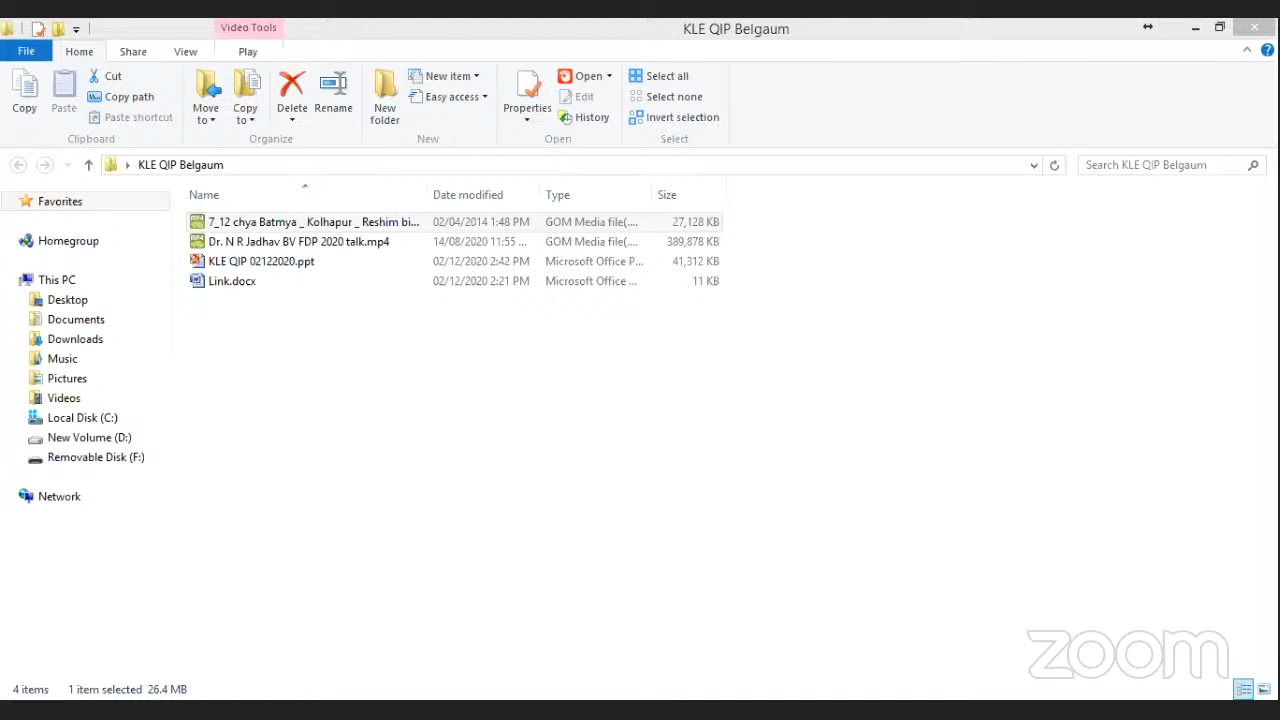 Video Tools
KLE QIP Belgaum
File Home Share View Play
Copy
Paste
Cut
Copy path
Paste shortcut
Clipboard
Move to
Copy to
Delete
Rename
Organize
New folder
New item
Easy access
New
Properties
Open
Edit
History
Open
Select all
Select none
Invert selection
Select
KLE QIP Belgaum
Search KLE QIP Belgaum
Name Date modified Type Size
7_12 chya Batmya _ Kolhapur _ Reshim bi... 02/04/2014 1:48 PM GOM Media file(.... 27,128 KB
Dr. N R Jadhav BV FDP 2020 talk.mp4 14/08/2020 11:55 ... GOM Media file(.... 389,878 KB
KLE QIP 02122020.ppt 02/12/2020 2:42 PM Microsoft Office P... 41,312 KB
Link.docx 02/12/2020 2:21 PM Microsoft Office ... 11 KB
Favorites
Homegroup
This PC
Desktop
Documents
Downloads
Music
Pictures
Videos
Local Disk (C:)
New Volume (D:)
Removable Disk (F:)
Network
zoom
4 items 1 item selected 26.4 MB